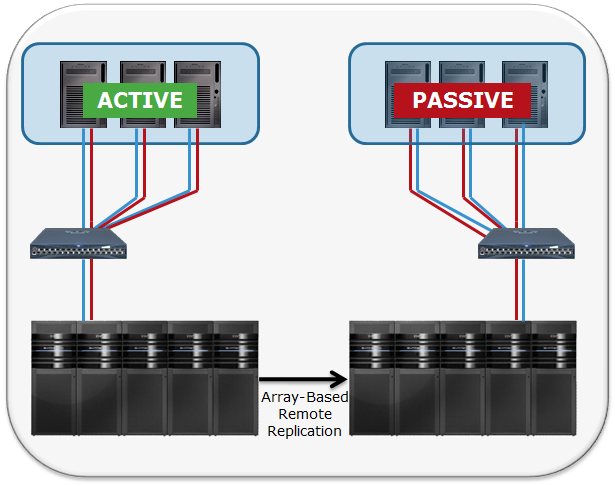 ACTIVE
PASSIVE
Array-Based
Remote
Replication